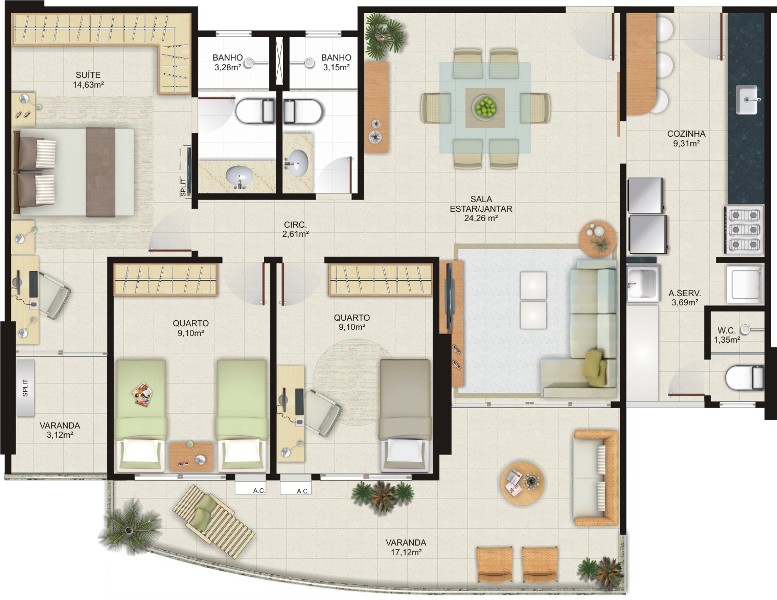 BANHO
3,28m²
BANHO
3,15m²
SUÍTE
14,63m²
COZINHA
9,31m²
SPLIT
SALA
ESTAR/JANTAR
24,26 m²
CIRC.
2,61m²
A.SERV.
3,69m²
QUARTO
9,10m²
QUARTO
9,10m²
W.C.
1,35m²
SPLIT
VARANDA
3,12m²
A.C.
A.C.
VARANDA
17,12m²